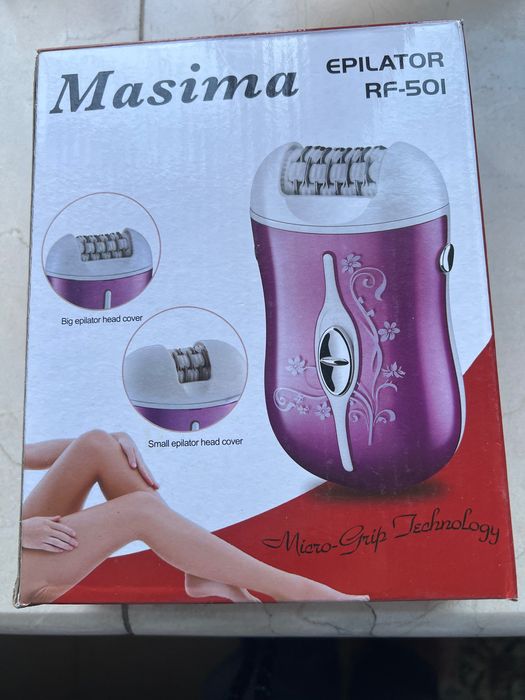 Masima
EPILATOR
RF-501
Big epilator head cover
Small epilator head cover
Micro-Grip Technology